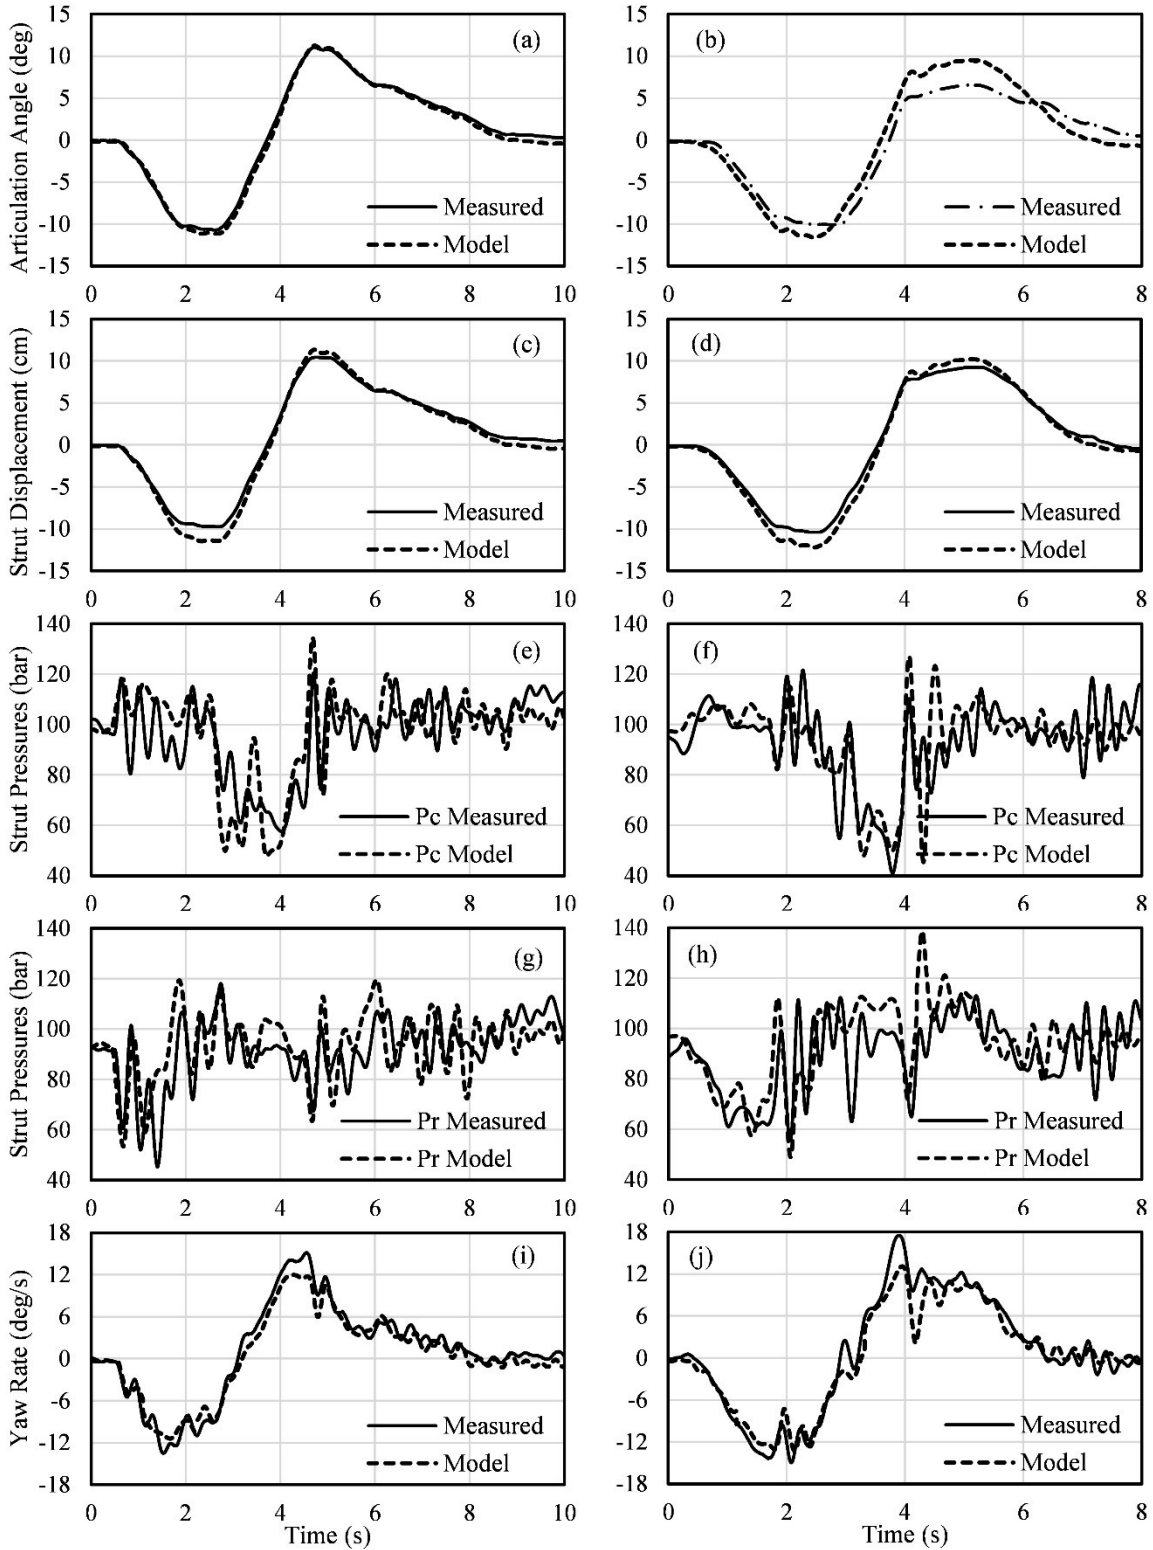 Articulation Angle (deg)
15
10
5
0
-5
-10
-15
(a)
Measured
Model
0 2 4 6 8 10
15
10
5
0
-5
-10
-15
(b)
Measured
Model
0 2 4 6 8
Strut Displacement (cm)
15
10
5
0
-5
-10
-15
(c)
Measured
Model
0 2 4 6 8 10
15
10
5
0
-5
-10
-15
(d)
Measured
Model
0 2 4 6 8
Strut Pressures (bar)
140
120
100
80
60
40
(e)
Pc Measured
Pc Model
0 2 4 6 8 10
140
120
100
80
60
40
(f)
Pc Measured
Pc Model
0 2 4 6 8
Strut Pressures (bar)
140
120
100
80
60
40
(g)
Pr Measured
Pr Model
0 2 4 6 8 10
140
120
100
80
60
40
(h)
Pr Measured
Pr Model
0 2 4 6 8
Yaw Rate (deg/s)
18
12
6
0
-6
-12
-18
(i)
Measured
Model
0 2 4 6 8 10
Time (s)
18
12
6
0
-6
-12
-18
(j)
Measured
Model
0 2 4 6 8
Time (s)